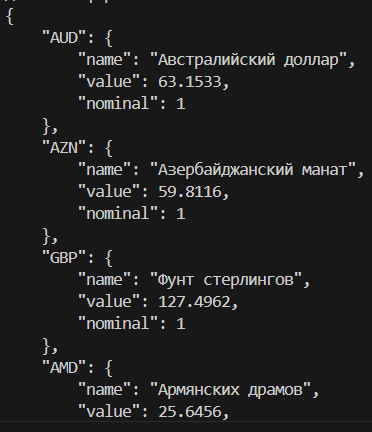 {
"AUD": {
"name": "Австралийский доллар",
"value": 63.1533,
"nominal": 1
},
"AZN": {
"name": "Азербайджанский манат",
"value": 59.8116,
"nominal": 1
},
"GBP": {
"name": "Фунт стерлингов",
"value": 127.4962,
"nominal": 1
},
"AMD": {
"name": "Армянских драмов",
"value": 25.6456,